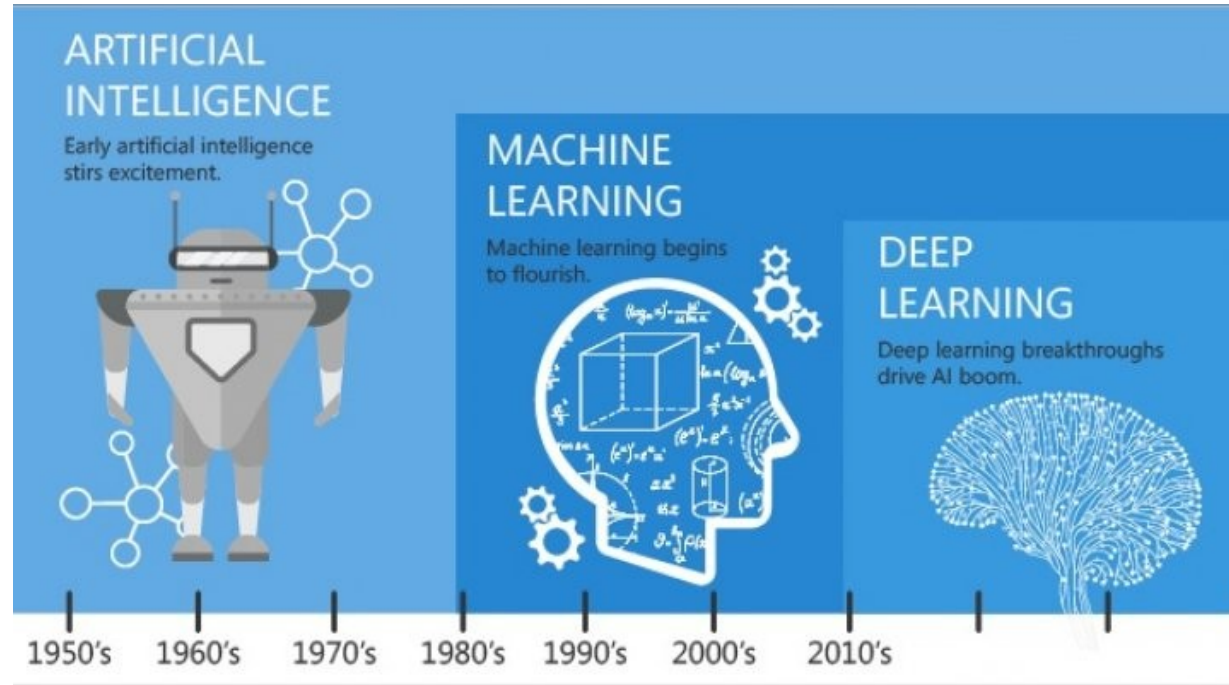 ARTIFICIAL
INTELLIGENCE
Early artificial intelligence
stirs excitement.
MACHINE
LEARNING
Machine learning begins
to flourish.
DEEP
LEARNING
Deep learning breakthroughs
drive AI boom.
1950's 1960's 1970's 1980's 1990's 2000's 2010's